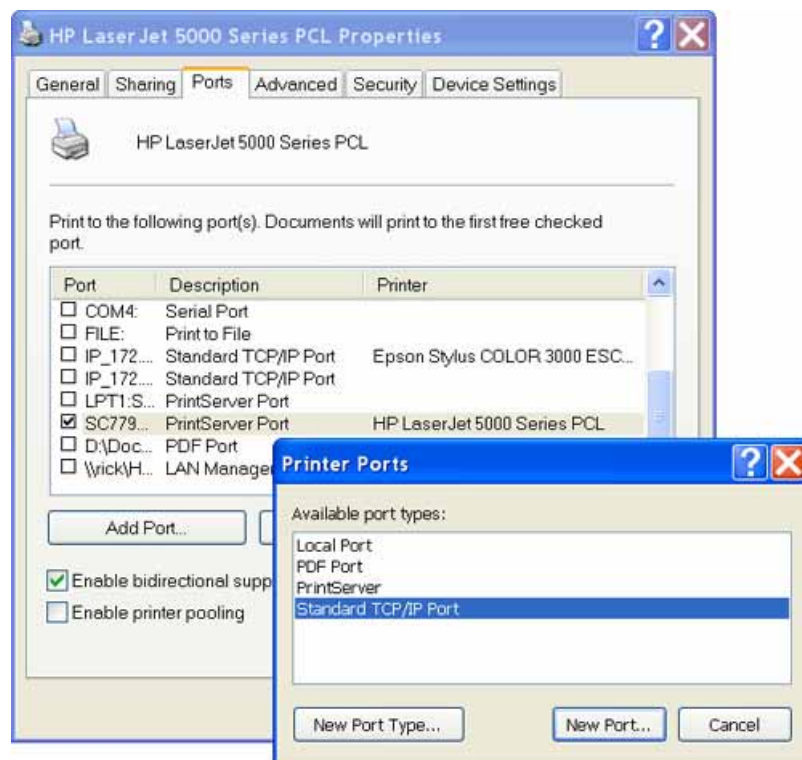 HP LaserJet 5000 Series PCL Properties
General Sharing Ports Advanced Security Device Settings
HP LaserJet 5000 Series PCL
Print to the following port(s). Documents will print to the first free checked
port.
Port Description Printer
COM4: Serial Port
FILE: Print to File
IP_172... Standard TCP/IP Port Epson Stylus COLOR 3000 ESC...
IP_172... Standard TCP/IP Port
LPT1:S... PrintServer Port
SC779... PrintServer Port HP LaserJet 5000 Series PCL
D:\Doc... PDF Port
\\rick\H... LAN Manager
Add Port...
Enable bidirectional supp
Enable printer pooling
Printer Ports
Available port types:
Local Port
PDF Port
PrintServer
Standard TCP/IP Port
New Port Type... New Port... Cancel